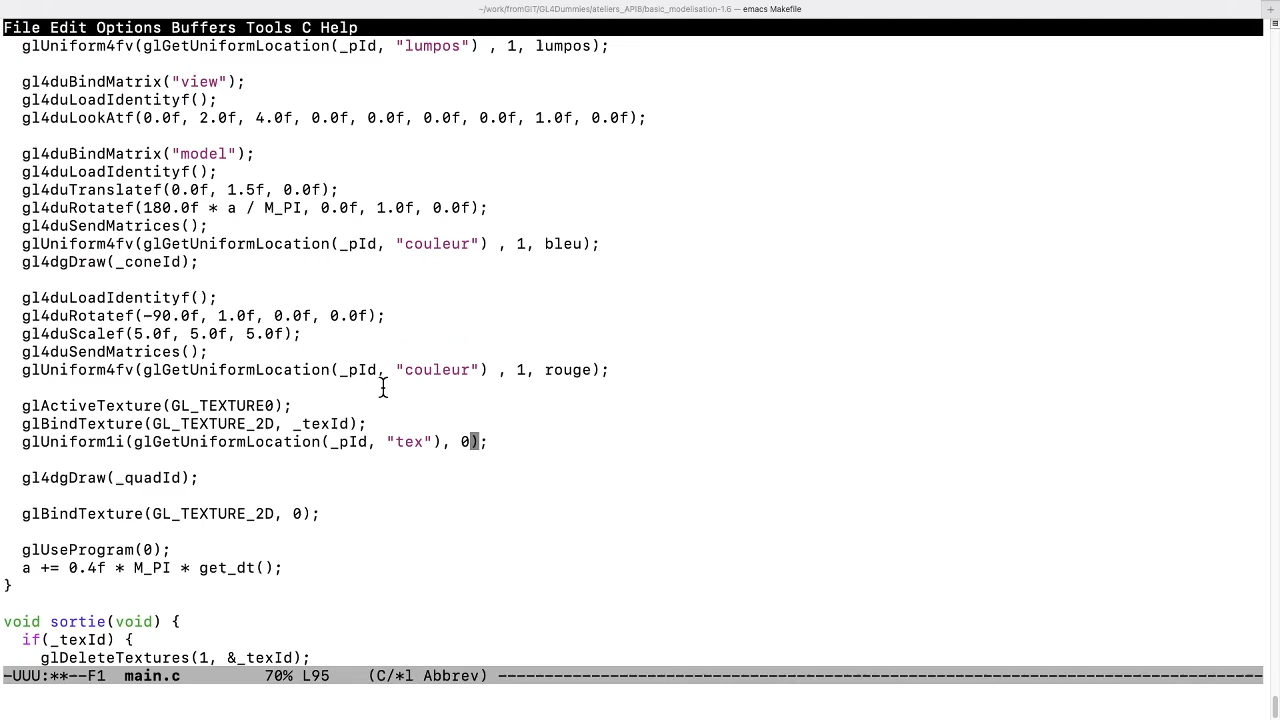 ~/work/fromGIT/GL4Dummies/ateliers_API8/basic_modelisation-1.6 — emacs Makefile
File Edit Options Buffers Tools C Help
glUniform4fv(glGetUniformLocation(_pId, "lumpos") , 1, lumpos);
gl4duBindMatrix("view");
gl4duLoadIdentityf();
gl4duLookAtf(0.0f, 2.0f, 4.0f, 0.0f, 0.0f, 0.0f, 0.0f, 1.0f, 0.0f);
gl4duBindMatrix("model");
gl4duLoadIdentityf();
gl4duTranslatef(0.0f, 1.5f, 0.0f);
gl4duRotatef(180.0f * a / M_PI, 0.0f, 1.0f, 0.0f);
gl4duSendMatrices();
glUniform4fv(glGetUniformLocation(_pId, "couleur") , 1, bleu);
gl4dgDraw(_coneId);
gl4duLoadIdentityf();
gl4duRotatef(-90.0f, 1.0f, 0.0f, 0.0f);
gl4duScalef(5.0f, 5.0f, 5.0f);
gl4duSendMatrices();
glUniform4fv(glGetUniformLocation(_pId, "couleur") , 1, rouge);
glActiveTexture(GL_TEXTURE0);
glBindTexture(GL_TEXTURE_2D, _texId);
glUniform1i(glGetUniformLocation(_pId, "tex"), 0);
gl4dgDraw(_quadId);
glBindTexture(GL_TEXTURE_2D, 0);
glUseProgram(0);
a += 0.4f * M_PI * get_dt();
}
void sortie(void) {
if(_texId) {
glDeleteTextures(1, &_texId);
-UUU:**--F1  main.c         70% L95    (C/*l Abbrev) ----------------------------------------------------------------------------------